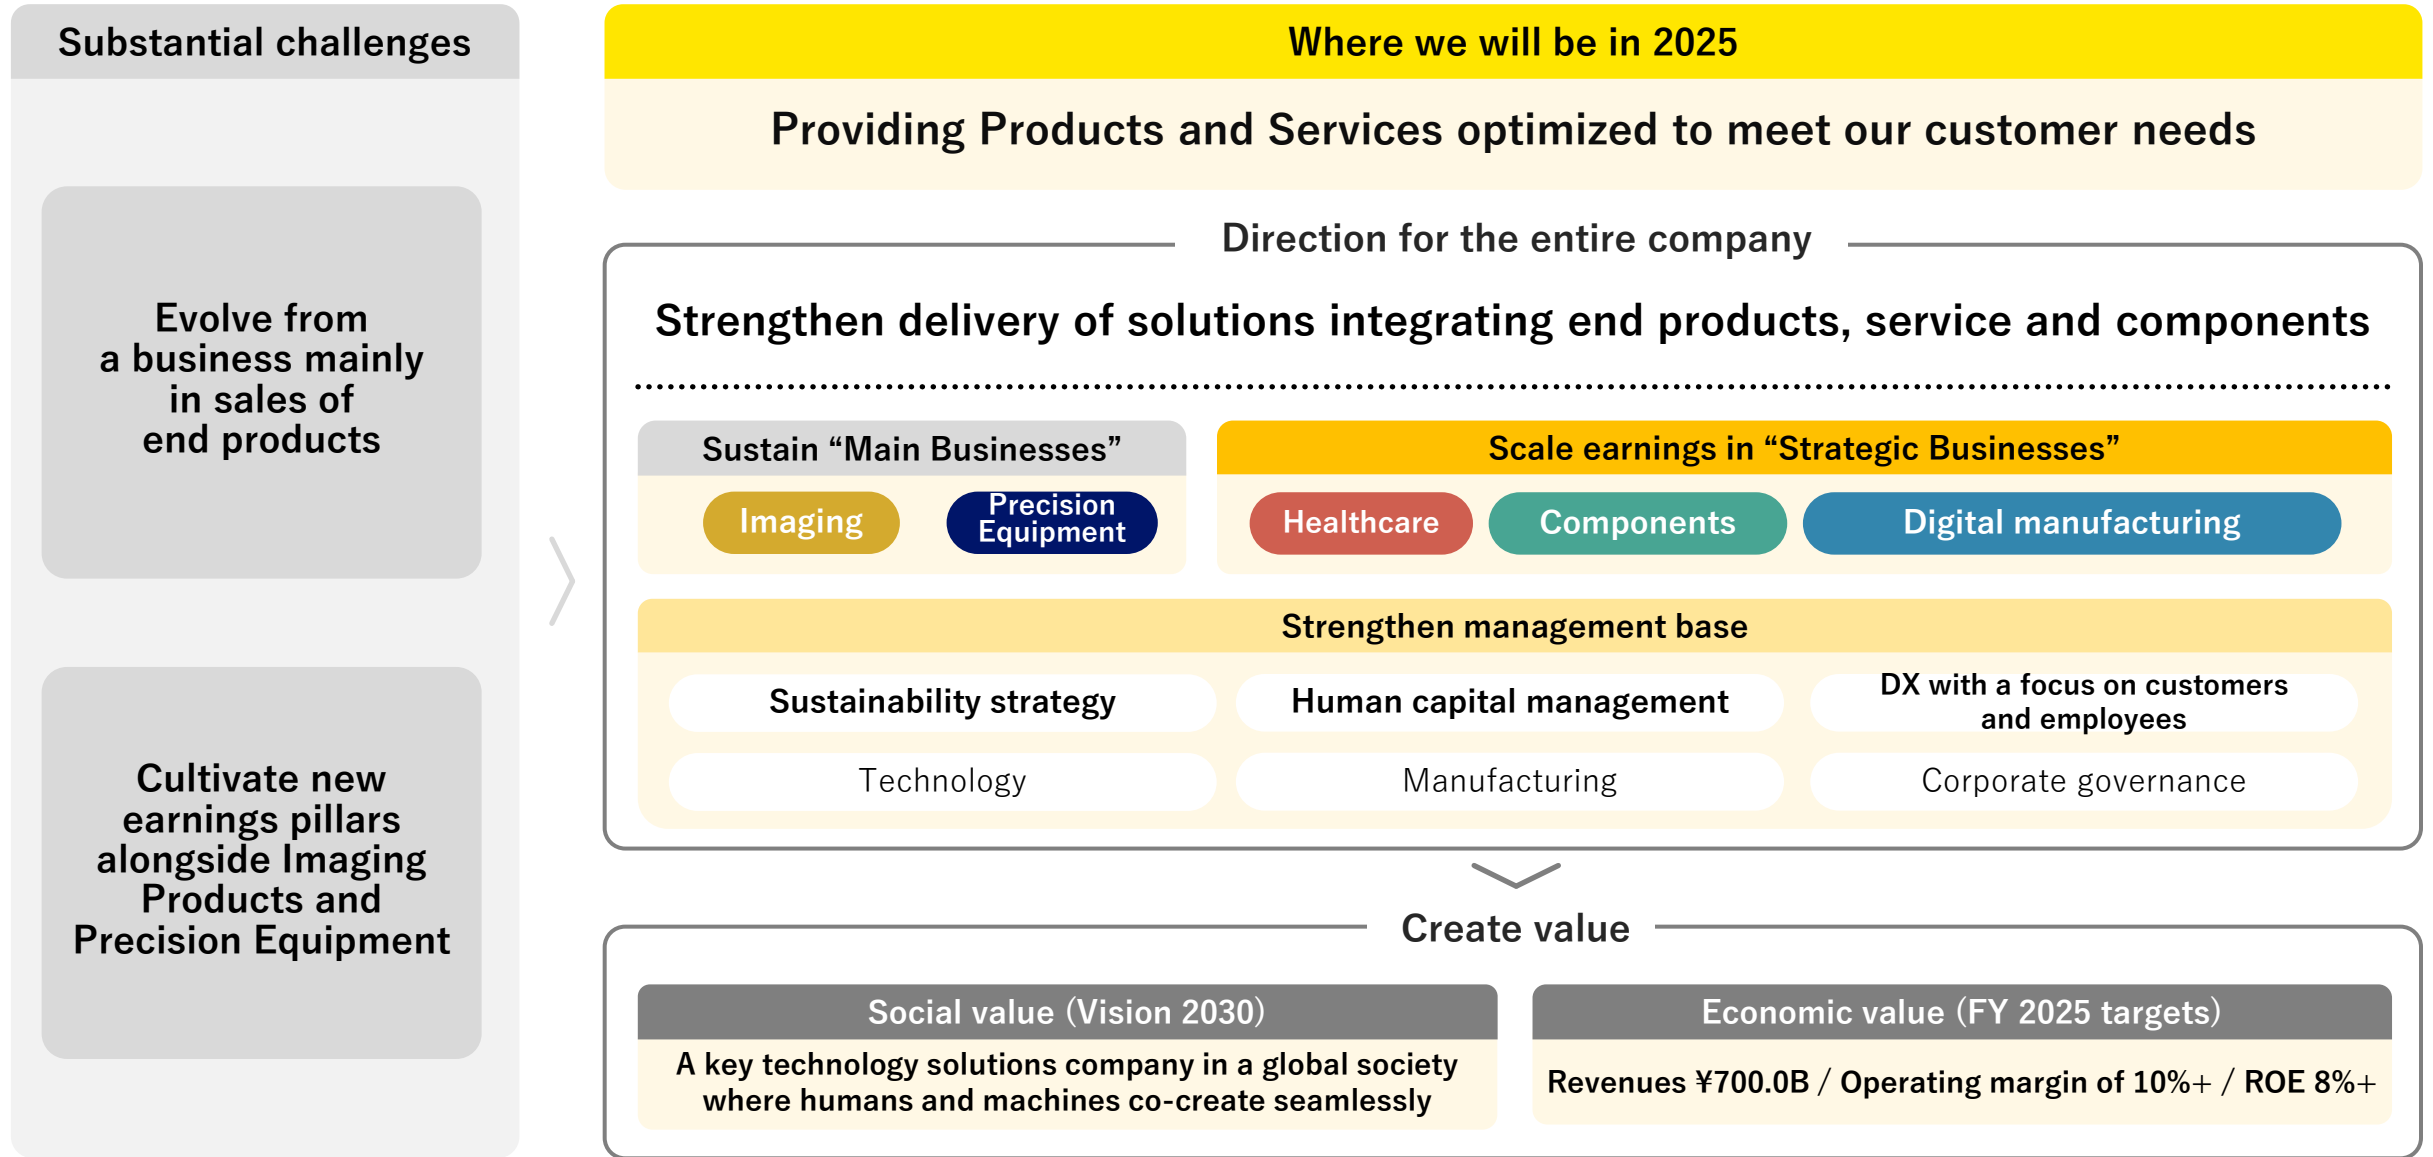 Substantial challenges
Evolve from
a business mainly
in sales of
end products
Cultivate new
earnings pillars
alongside Imaging
Products and
Precision Equipment
Where we will be in 2025
Providing Products and Services optimized to meet our customer needs
Direction for the entire company
Strengthen delivery of solutions integrating end products, service and components
Sustain “Main Businesses”
Imaging
Precision
Equipment
Scale earnings in “Strategic Businesses”
Healthcare
Components
Digital manufacturing
Strengthen management base
Sustainability strategy
Human capital management
DX with a focus on customers
and employees
Technology
Manufacturing
Corporate governance
Create value
Social value (Vision 2030)
A key technology solutions company in a global society
where humans and machines co-create seamlessly
Economic value (FY 2025 targets)
Revenues ¥700.0B / Operating margin of 10%+ / ROE 8%+